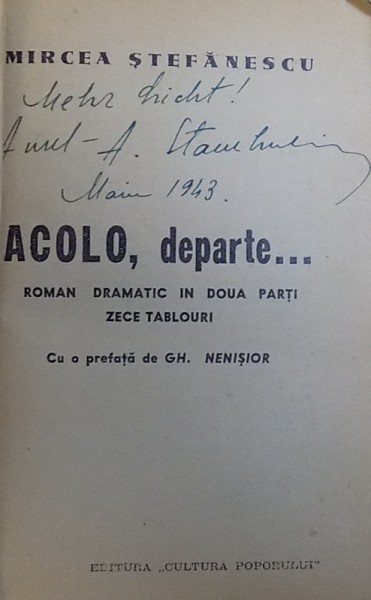 MIRCEA ŞTEFĂNESCU
Mehr Licht!
Aurel - A.
1943.
ACOLO, departe...
ROMAN DRAMATIC IN DOUA PARŢI
ZECE TABLOURI
Cu o prefaţă de GH. NENIŞIOR
EDITURA „CULTURA POPORULUI”